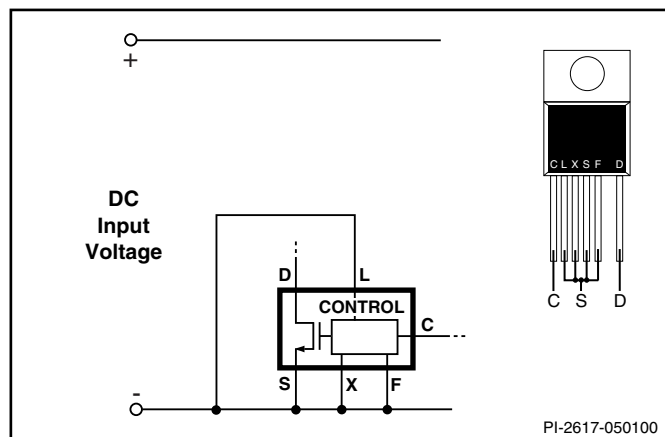 +
DC
Input
Voltage
D
L
CONTROL
C
S
X
F
-
C L X S F D
C S D
PI-2617-050100